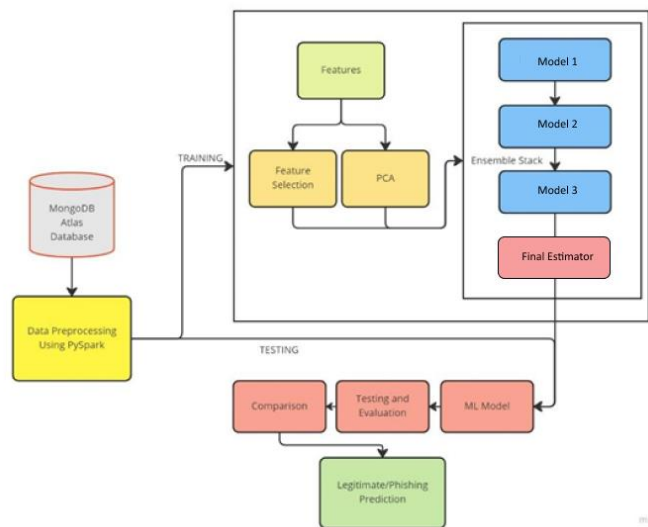 Features
TRAINING
Feature
Selection
PCA
Ensemble Stack
Model 1
Model 2
Model 3
Final Estimator
MongoDB
Atlas
Database
Data Preprocessing
Using PySpark
TESTING
Comparison
Testing and
Evaluation
ML Model
Legitimate/Phishing
Prediction